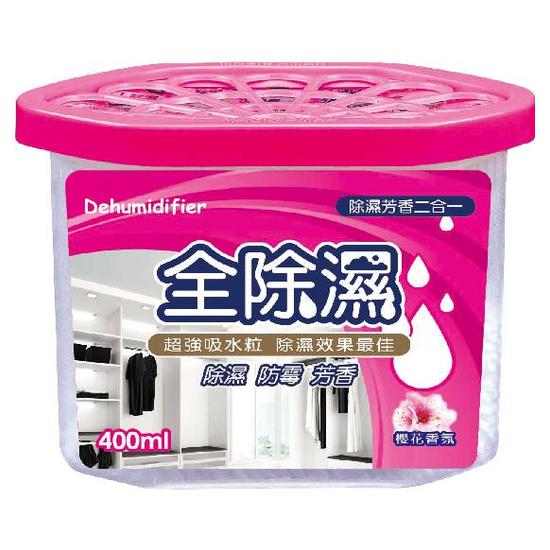 Dehumidifier
除濕芳香二合一
全除濕
超強吸水粒 除濕效果最佳
除濕 防霉 芳香
400ml
櫻花香氛